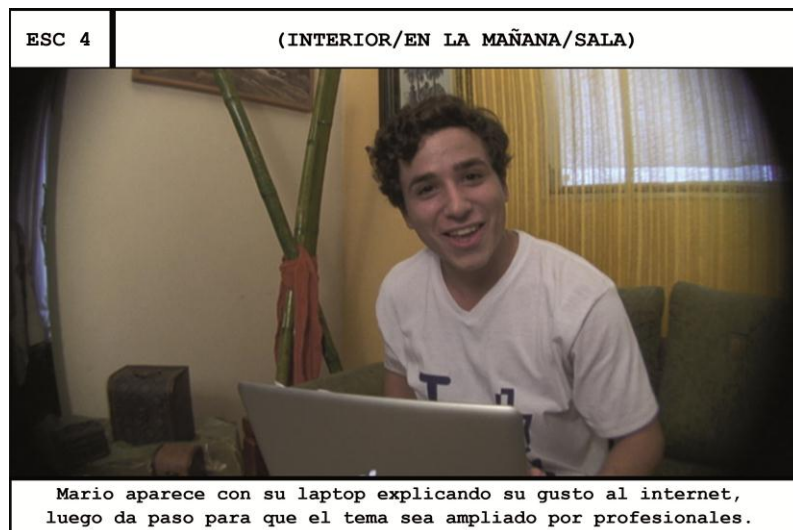 ESC 4
(INTERIOR/EN LA MAÑANA/SALA)
Mario aparece con su laptop explicando su gusto al internet,
luego da paso para que el tema sea ampliado por profesionales.